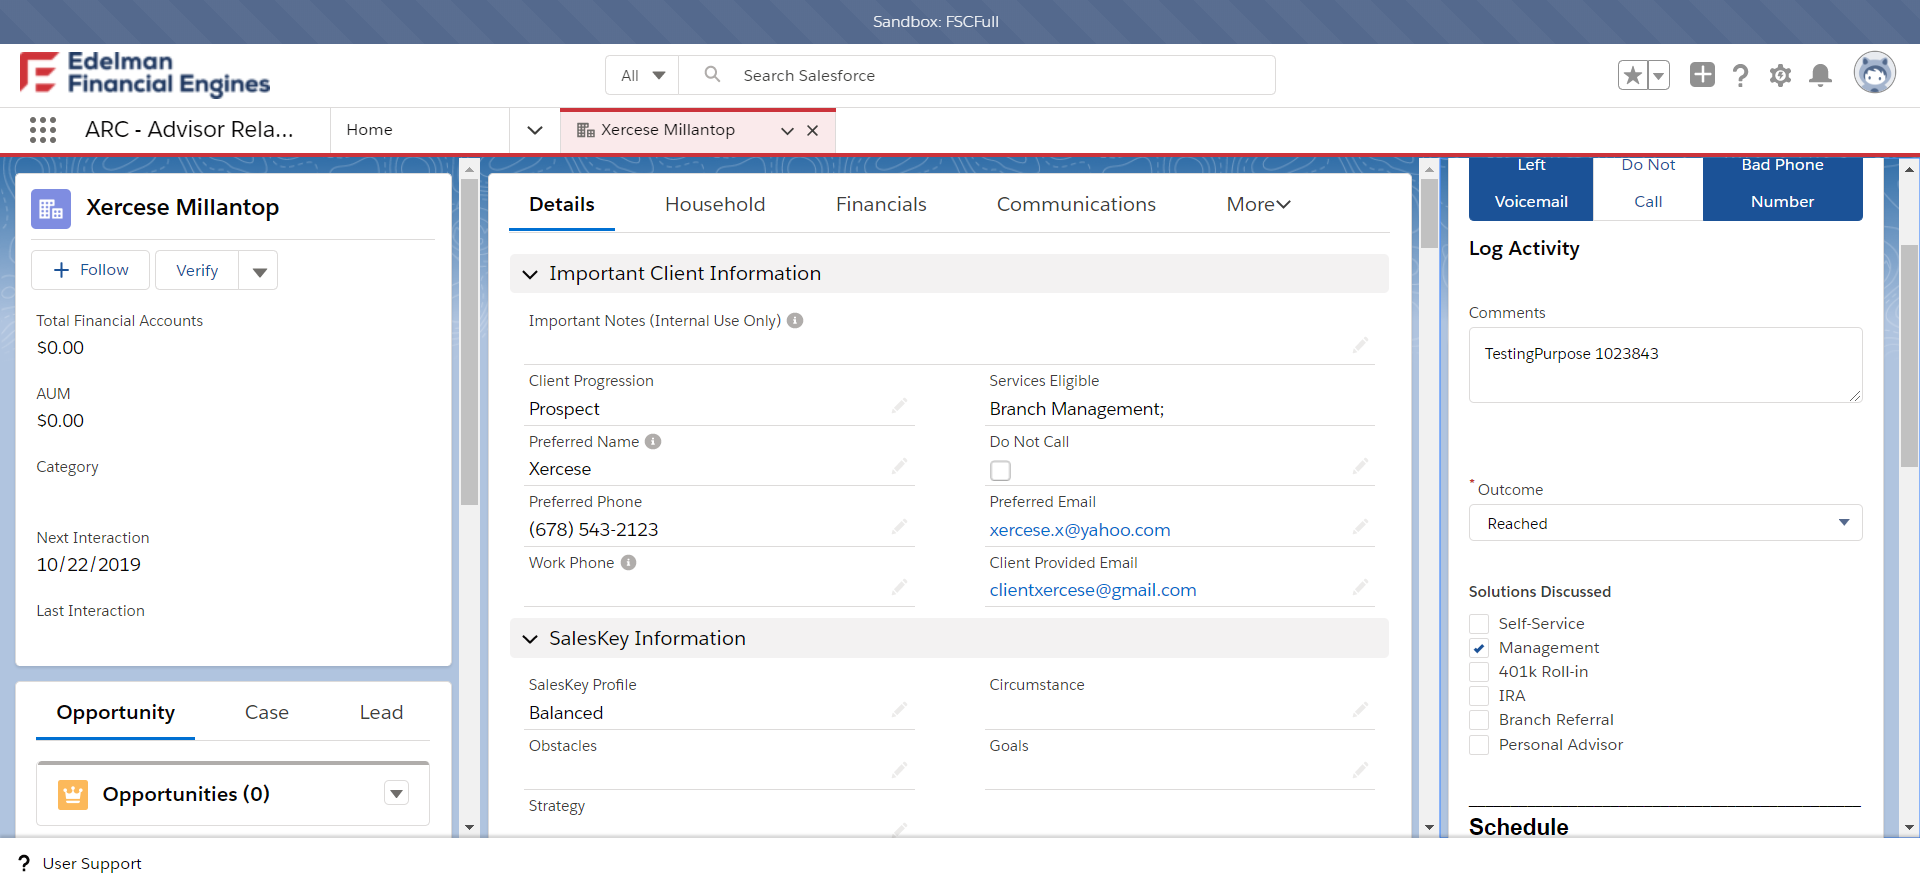 Sandbox: FSCFull
Edelman
Financial Engines
All
Search Salesforce
ARC - Advisor Rela...
Home
Xercese Millantop
Xercese Millantop
Follow
Verify
Total Financial Accounts
$0.00
AUM
$0.00
Category
Next Interaction
10/22/2019
Last Interaction
Opportunity
Case
Lead
Opportunities (0)
Details
Household
Financials
Communications
More
Important Client Information
Important Notes (Internal Use Only)
Client Progression
Prospect
Services Eligible
Branch Management;
Preferred Name
Xercese
Do Not Call
Preferred Phone
(678) 543-2123
Preferred Email
xercese.x@yahoo.com
Work Phone
Client Provided Email
clientxercese@gmail.com
SalesKey Information
SalesKey Profile
Balanced
Circumstance
Obstacles
Goals
Strategy
Left
Voicemail
Do Not
Call
Bad Phone
Number
Log Activity
Comments
TestingPurpose 1023843
* Outcome
Reached
Solutions Discussed
Self-Service
Management
401k Roll-in
IRA
Branch Referral
Personal Advisor
Schedule
? User Support